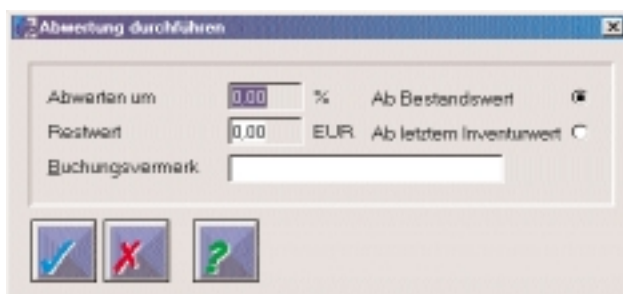 Abwertung durchführen
Abwerten um 0,00 % Ab Bestandswert
Restwert 0,00 EUR Ab letztem Inventurwert
Buchungsvermerk